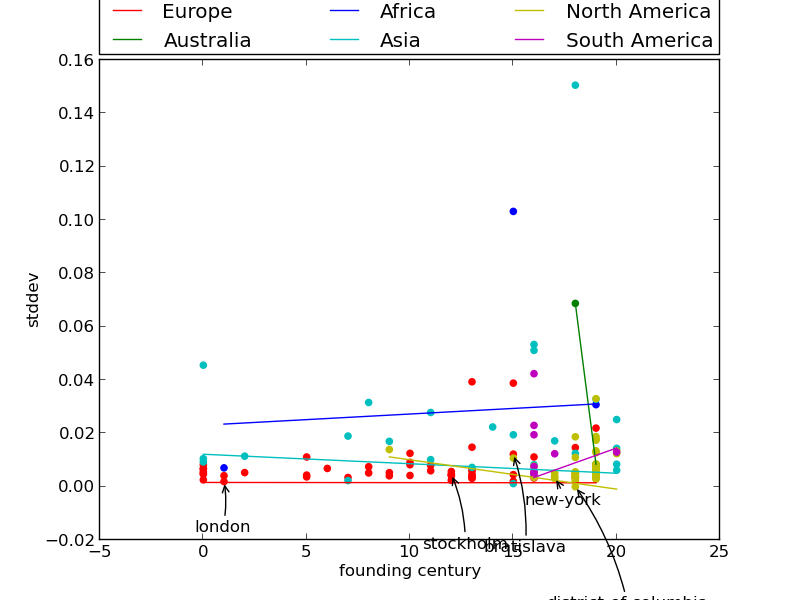 Europe Africa North America
Australia Asia South America
0.16
0.14
0.12
0.10
0.08
0.06
0.04
0.02
0.00
−0.02
stddev
london
new-york
stockholm
bratislava
−5 0 5 10 15 20 25
founding century
district-of-columbia